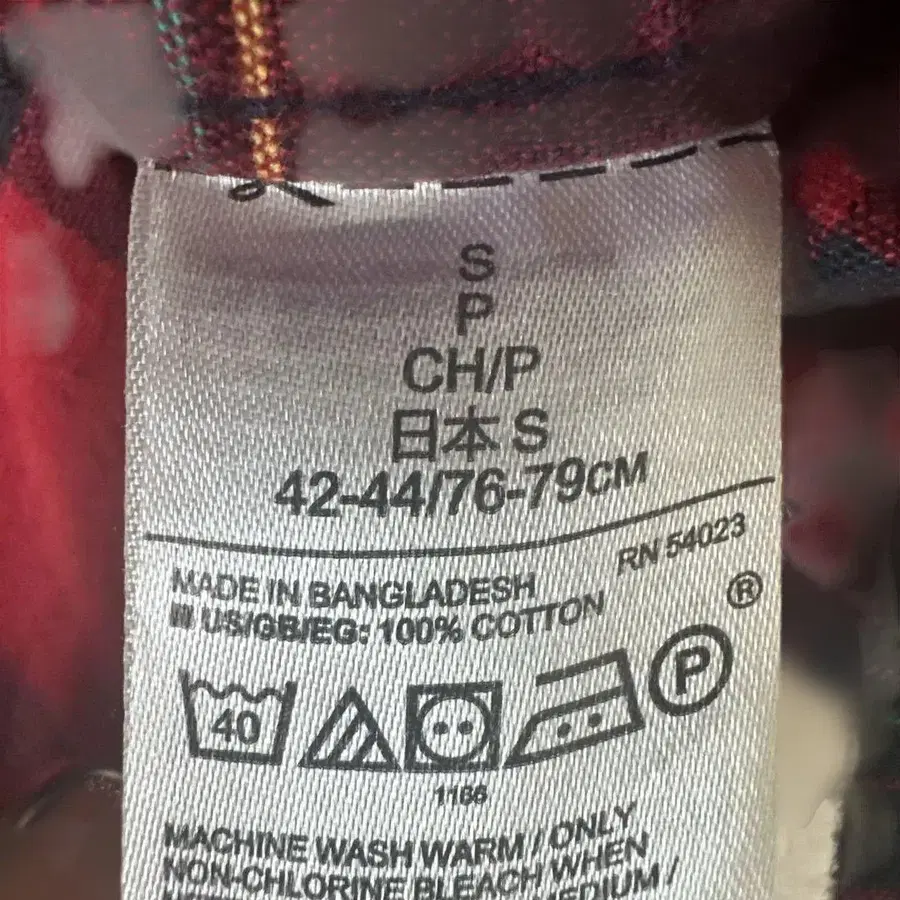 S
P
CH/P
日本 S
42-44/76-79CM
RN 54023
MADE IN BANGLADESH
®
US/GB/EG: 100% COTTON
40
P
1166
MACHINE WASH WARM / ONLY
NON-CHLORINE BLEACH WHEN
MEDIUM /